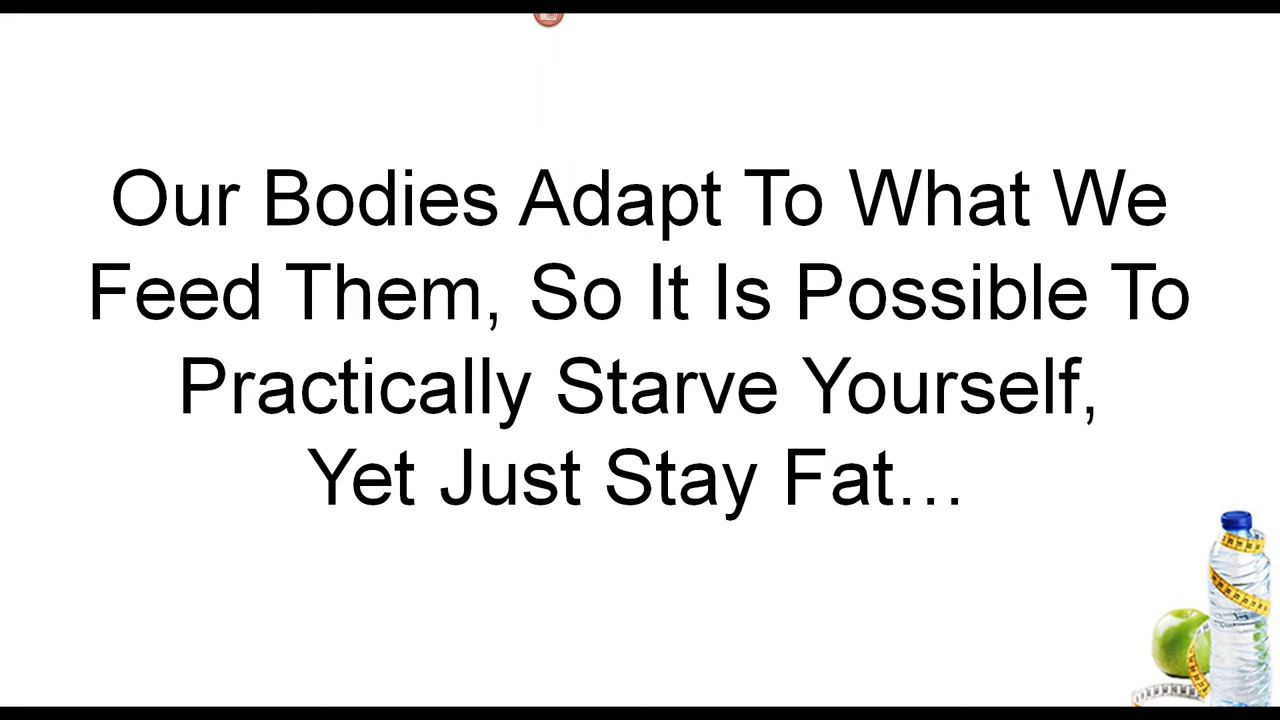 Our Bodies Adapt To What We
Feed Them, So It Is Possible To
Practically Starve Yourself,
Yet Just Stay Fat…